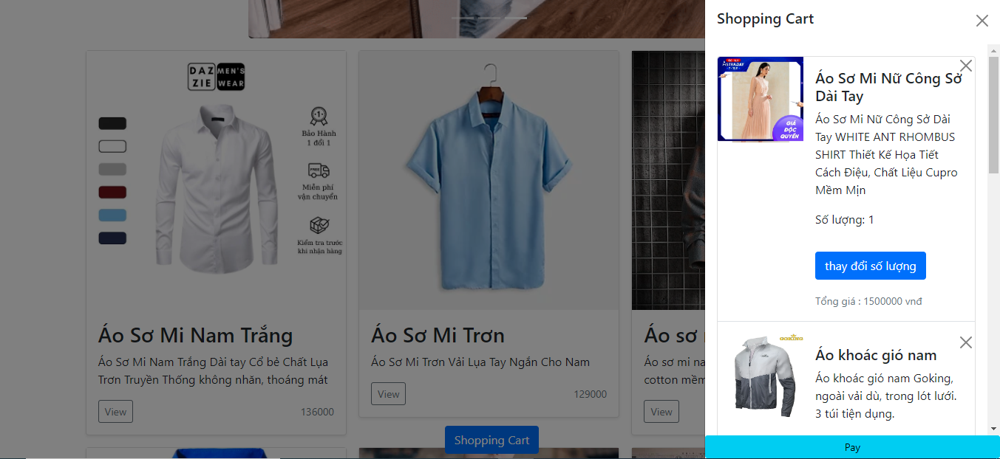 DAZ MEN'S
ZIE WEAR
1
Bảo Hành
1 đổi 1
FREE
Miễn phí
vận chuyển
Kiểm tra trước
khi nhận hàng
Áo Sơ Mi Nam Trắng
Áo Sơ Mi Nam Trắng Dài tay Cổ bẻ Chất Lụa
Trơn Truyền Thống không nhăn, thoáng mát
View
136000
Áo Sơ Mi Trơn
Áo Sơ Mi Trơn Vải Lụa Tay Ngắn Cho Nam
View
129000
Áo sơ
Áo sơ mi na
cotton mềm
View
Shopping Cart
Shopping Cart
GIÁ
ĐỘC
QUYỀN
Áo Sơ Mi Nữ Công Sở
Dài Tay
Áo Sơ Mi Nữ Công Sở Dài
Tay WHITE ANT RHOMBUS
SHIRT Thiết Kế Họa Tiết
Cách Điệu, Chất Liệu Cupro
Mềm Mịn
Số lượng: 1
thay đổi số lượng
Tổng giá : 1500000 vnđ
Áo khoác gió nam
Áo khoác gió nam Goking,
ngoài vải dù, trong lót lưới.
3 túi tiện dụng.
Pay